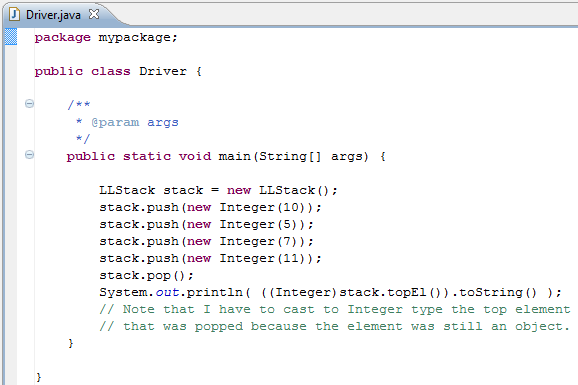 Driver.java
package mypackage;
public class Driver {
/**
* @param args
*/
public static void main(String[] args) {
LLStack stack = new LLStack();
stack.push(new Integer(10));
stack.push(new Integer(5));
stack.push(new Integer(7));
stack.push(new Integer(11));
stack.pop();
System.out.println( ((Integer)stack.topEl()).toString() );
// Note that I have to cast to Integer type the top element
// that was popped because the element was still an object.
}
}